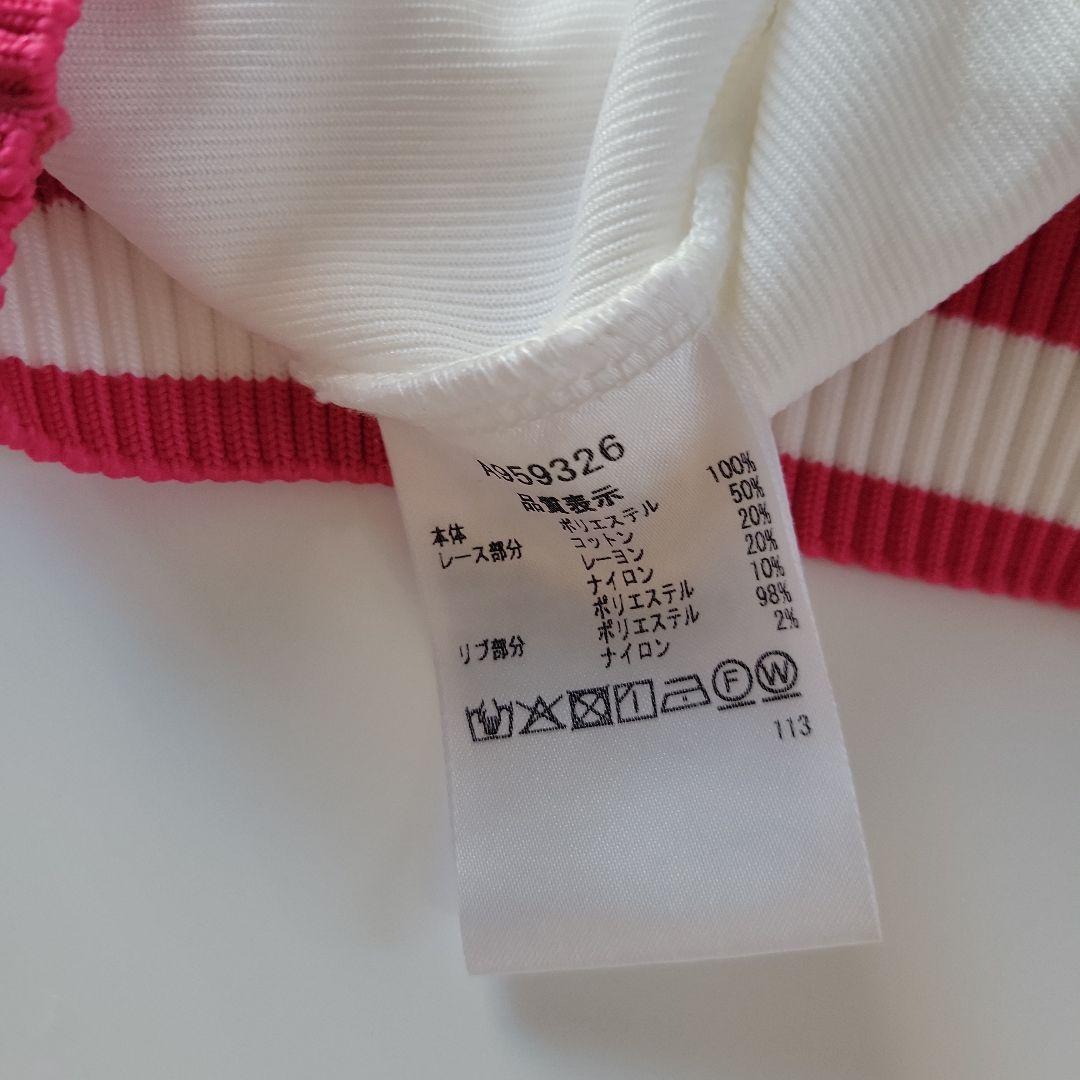 A959326
品質表示
本体 ポリエステル 100%
レース部分 コットン 50%
レーヨン 20%
ナイロン 20%
ポリエステル 10%
リブ部分 ポリエステル 98%
ナイロン 2%
F W
113